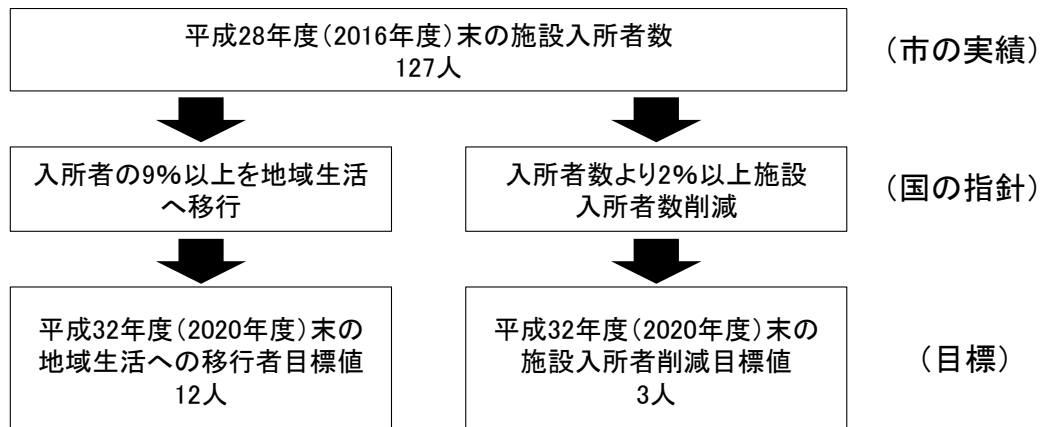 平成28年度(2016年度)末の施設入所者数
127人
(市の実績)
入所者の9%以上を地域生活
へ移行
入所者数より2%以上施設
入所者数削減
(国の指針)
平成32年度(2020年度)末の
地域生活への移行者目標値
12人
平成32年度(2020年度)末の
施設入所者削減目標値
3人
(目標)